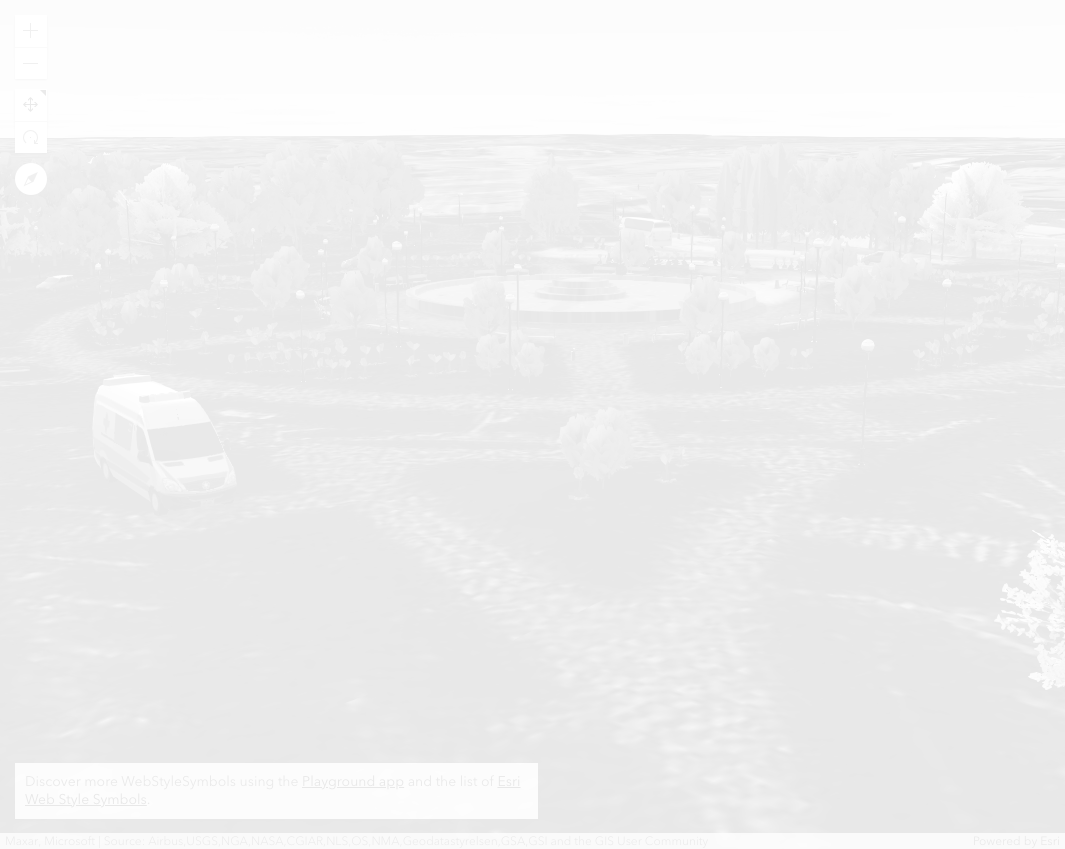 Discover more WebStyleSymbols using the Playground app and the list of Esri
Web Style Symbols
Maxar, Microsoft | Source: Airbus,USGS,NGA,NASA,CGIAR,NLS,OS,NMA,Geodatastyrelsen,GSA,GSI and the GIS User Community
Powered by Esri